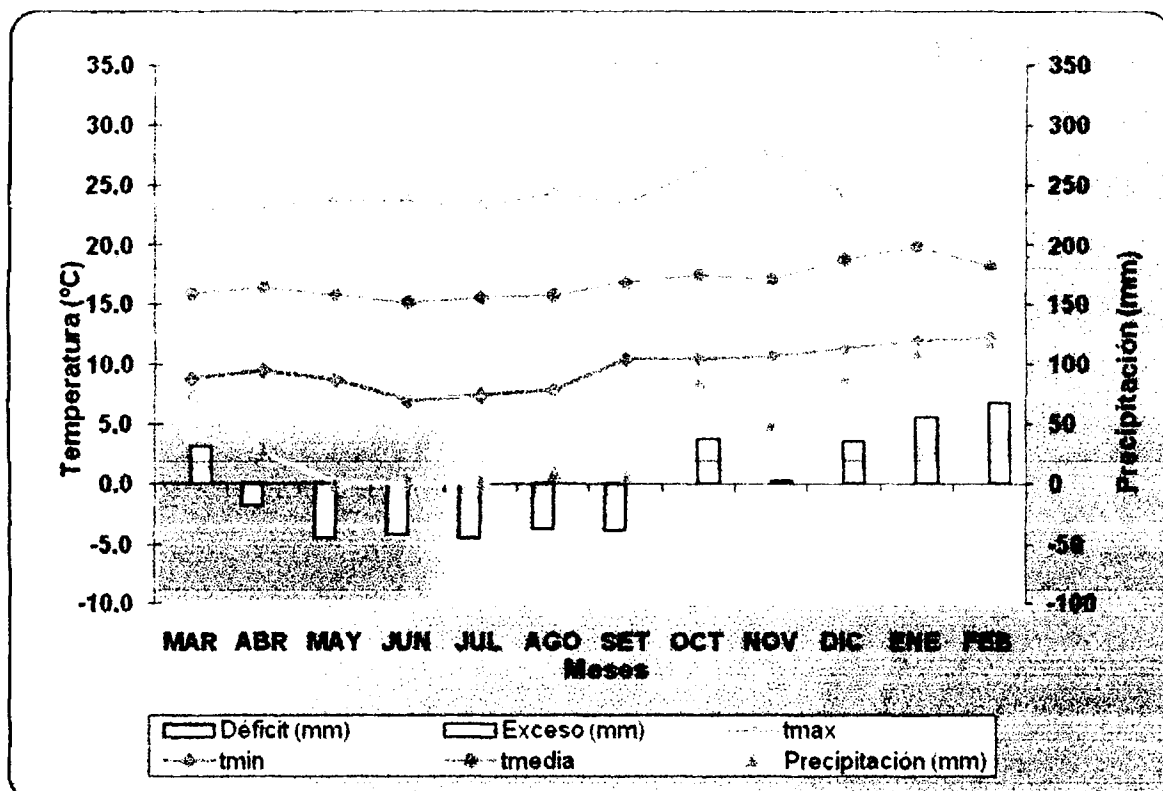 35.0 350
30.0 300
25.0 250
20.0 200
15.0 150
10.0 100
5.0 50
0.0 0
-5.0 -50
-10.0 -100
Temperatura (ºC)
Precipitación (mm)
MAR ABR MAY JUN JUL AGO SET OCT NOV DIC ENE FEB
Meses
Déficit (mm) Exceso (mm) tmax
tmin tmedia Precipitación (mm)